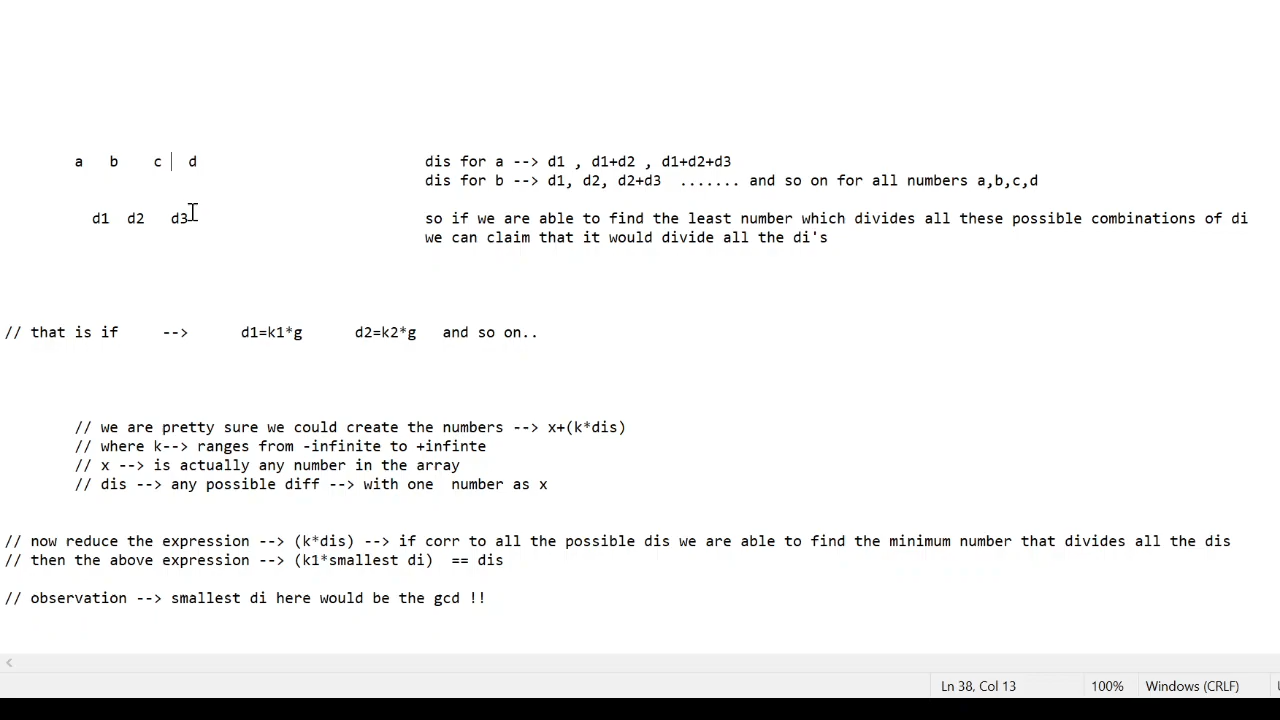 a b c d dis for a --> d1 , d1+d2 , d1+d2+d3
dis for b --> d1, d2, d2+d3 ....... and so on for all numbers a,b,c,d
d1 d2 d3 so if we are able to find the least number which divides all these possible combinations of di
we can claim that it would divide all the di's
// that is if --> d1=k1*g d2=k2*g and so on..
// we are pretty sure we could create the numbers --> x+(k*dis)
// where k--> ranges from -infinite to +infinte
// x --> is actually any number in the array
// dis --> any possible diff --> with one number as x
// now reduce the expression --> (k*dis) --> if corr to all the possible dis we are able to find the minimum number that divides all the dis
// then the above expression --> (k1*smallest di) == dis
// observation --> smallest di here would be the gcd !!
Ln 38, Col 13 100% Windows (CRLF)